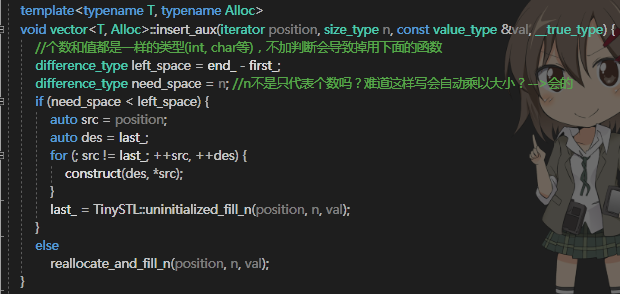 template<typename T, typename Alloc>
void vector<T, Alloc>::insert_aux(iterator position, size_type n, const value_type &val, __true_type) {
//个数和值都是一样的类型(int, char等)，不加判断会导致掉用下面的函数
difference_type left_space = end_ - first_;
difference_type need_space = n; //n不是只代表个数吗？难道这样写会自动乘以大小？-->会的
if (need_space < left_space) {
auto src = position;
auto des = last_;
for (; src != last_; ++src, ++des) {
construct(des, *src);
}
last_ = TinySTL::uninitialized_fill_n(position, n, val);
}
else
reallocate_and_fill_n(position, n, val);
}